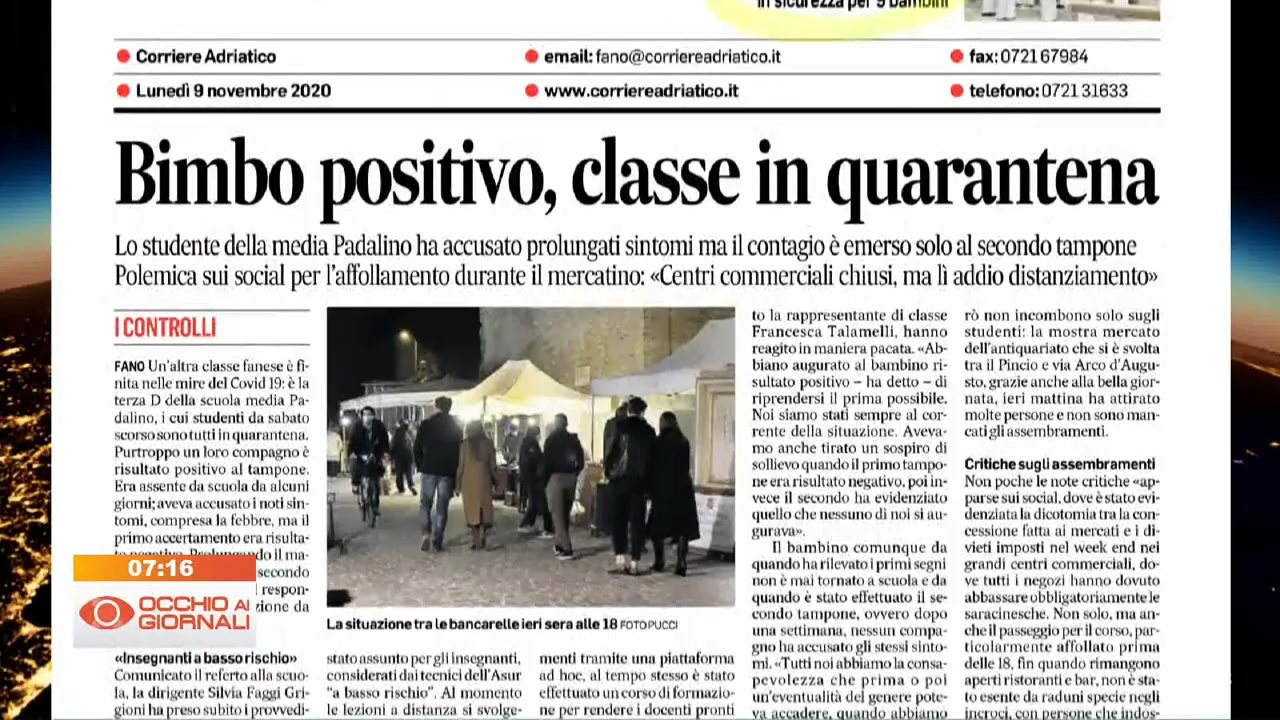 in sicurezza per 9 bambini
Corriere Adriatico
email: fano@corriereadriatico.it
fax: 0721 67984
Lunedì 9 novembre 2020
www.corriereadriatico.it
telefono: 0721 31633
Bimbo positivo, classe in quarantena
Lo studente della media Padalino ha accusato prolungati sintomi ma il contagio è emerso solo al secondo tampone
Polemica sui social per l'affollamento durante il mercatino: «Centri commerciali chiusi, ma lì addio distanziamento»
I CONTROLLI
FANO Un'altra classe fanese è fi-
nita nelle mire del Covid 19: è la
terza D della scuola media Pa-
dalino, i cui studenti da sabato
scorso sono tutti in quarantena.
Purtroppo un loro compagno è
risultato positivo al tampone.
Era assente da scuola da alcuni
giorni; aveva accusato i noti sin-
tomi, compresa la febbre, ma il
primo accertamento era risulta-
to negativo. Prolungando il ma-
secondo
respon-
zione da
07:16
OCCHIO AI
GIORNALI
«Insegnanti a basso rischio»
Comunicato il referto alla scuo-
la, la dirigente Silvia Faggi Gri-
gioni ha preso subito i provvedi-
La situazione tra le bancarelle ieri sera alle 18 FOTO PUCCI
stato assunto per gli insegnanti,
considerati dai tecnici dell'Asur
"a basso rischio". Al momento
le lezioni a distanza si svolge-
menti tramite una piattaforma
ad hoc, al tempo stesso è stato
effettuato un corso di formazio-
ne per rendere i docenti pronti
to la rappresentante di classe
Francesca Talamelli, hanno
reagito in maniera pacata. «Ab-
biano augurato al bambino ri-
sultato positivo – ha detto – di
riprendersi il prima possibile.
Noi siamo stati sempre al cor-
rente della situazione. Aveva-
mo anche tirato un sospiro di
sollievo quando il primo tampo-
ne era risultato negativo, poi in-
vece il secondo ha evidenziato
quello che nessuno di noi si au-
gurava».
Il bambino comunque da
quando ha rilevato i primi segni
non è mai tornato a scuola e da
quando è stato effettuato il se-
condo tampone, ovvero dopo
una settimana, nessun compa-
gno ha accusato gli stessi sinto-
mi. «Tutti noi abbiamo la consa-
pevolezza che prima o poi
un'eventualità del genere pote-
va accadere, quando abbiamo
rò non incombono solo sugli
studenti: la mostra mercato
dell'antiquariato che si è svolta
tra il Pincio e via Arco d'Augu-
sto, grazie anche alla bella gior-
nata, ieri mattina ha attirato
molte persone e non sono man-
cati gli assembramenti.
Critiche sugli assembramenti
Non poche le note critiche «ap-
parse sui social, dove è stato evi-
denziata la dicotomia tra la con-
cessione fatta ai mercati e i di-
vieti imposti nel week end nei
grandi centri commerciali, do-
ve tutti i negozi hanno dovuto
abbassare obbligatoriamente le
saracinesche. Non solo, ma an-
che il passeggio per il corso, par-
ticolarmente affollato prima
delle 18, fin quando rimangono
aperti ristoranti e bar, non è sta-
to esente da raduni specie negli
incroci, con persone che indos-